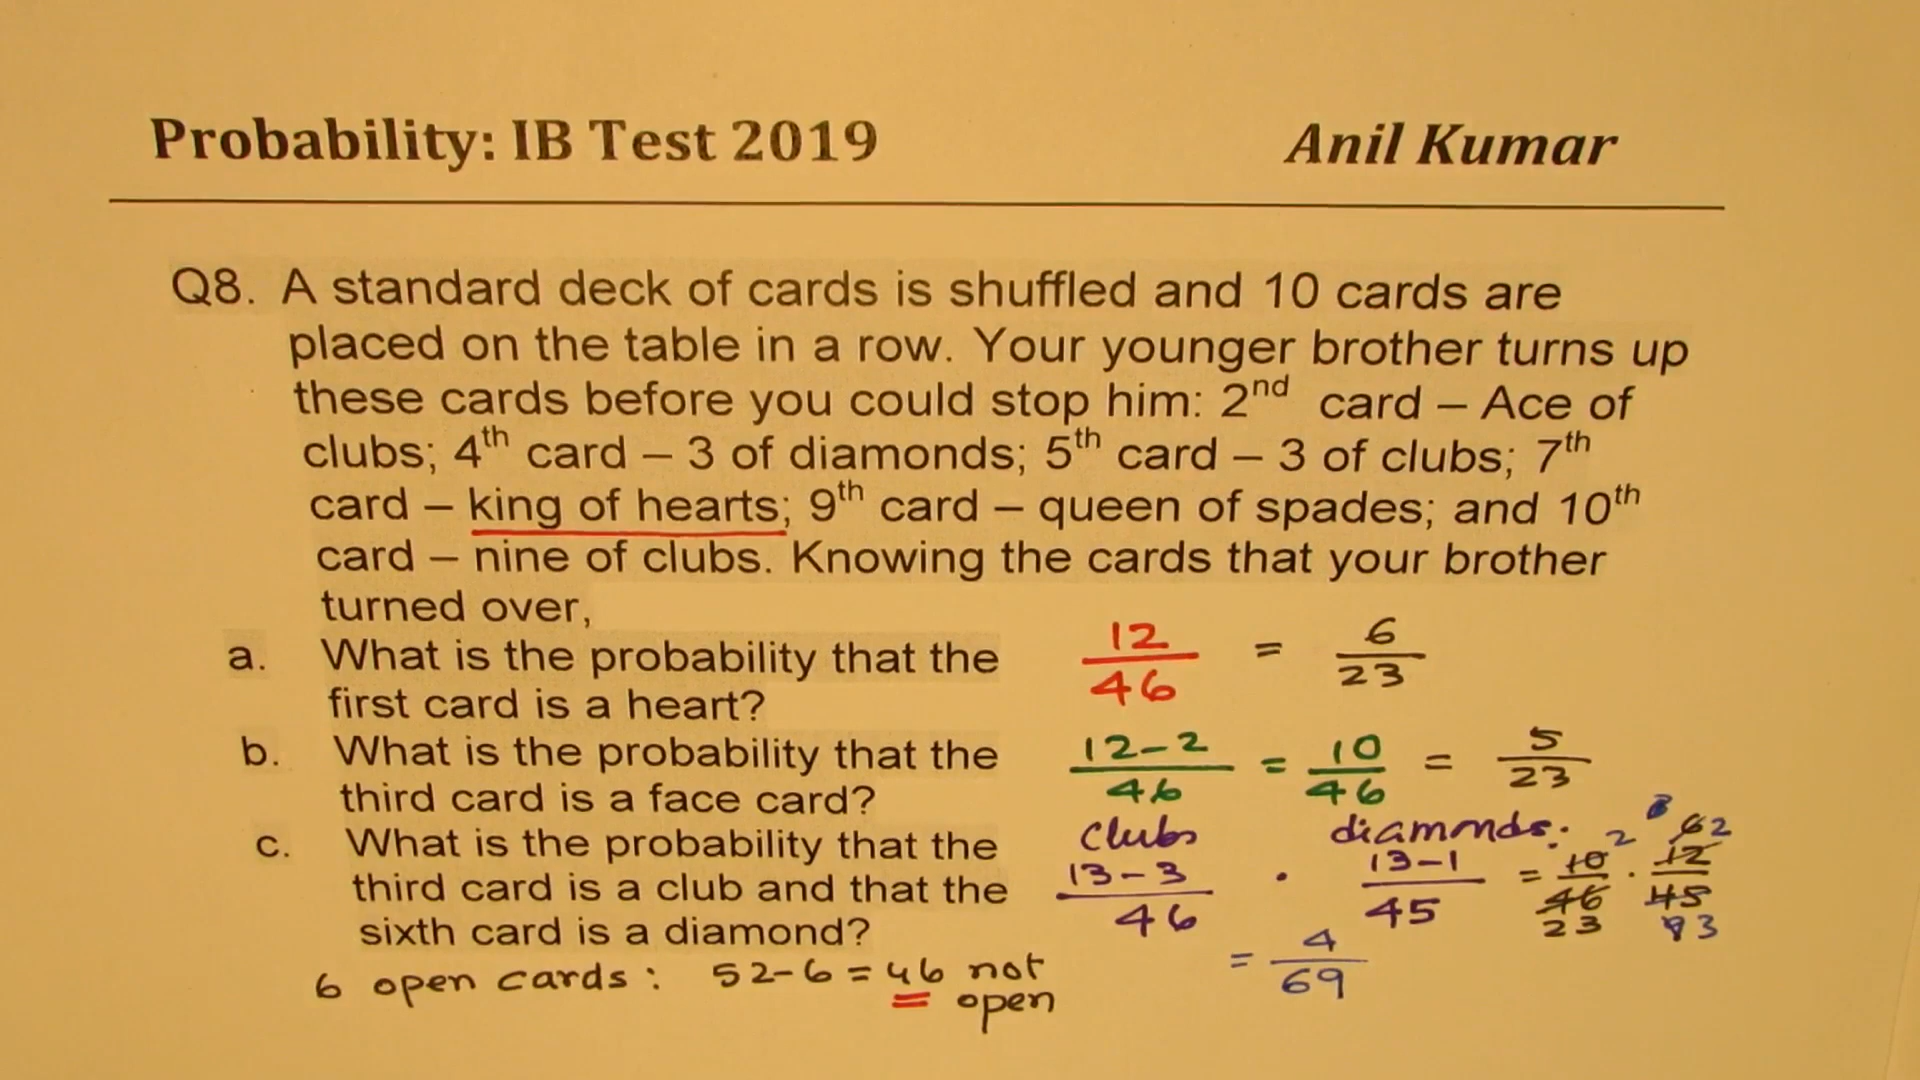 Probability: IB Test 2019 Anil Kumar
Q8. A standard deck of cards is shuffled and 10 cards are
placed on the table in a row. Your younger brother turns up
these cards before you could stop him: 2nd card – Ace of
clubs; 4th card – 3 of diamonds; 5th card – 3 of clubs; 7th
card – king of hearts; 9th card – queen of spades; and 10th
card – nine of clubs. Knowing the cards that your brother
turned over,
a. What is the probability that the
first card is a heart?
12/46 = 6/23
b. What is the probability that the
third card is a face card?
12-2/46 = 10/46 = 5/23
c. What is the probability that the
third card is a club and that the
sixth card is a diamond?
clubs diamonds:
13-3/46 · 13-1/45 = 10/46 · 12/45
= 4/69
6 open cards: 52-6 = 46 not
open